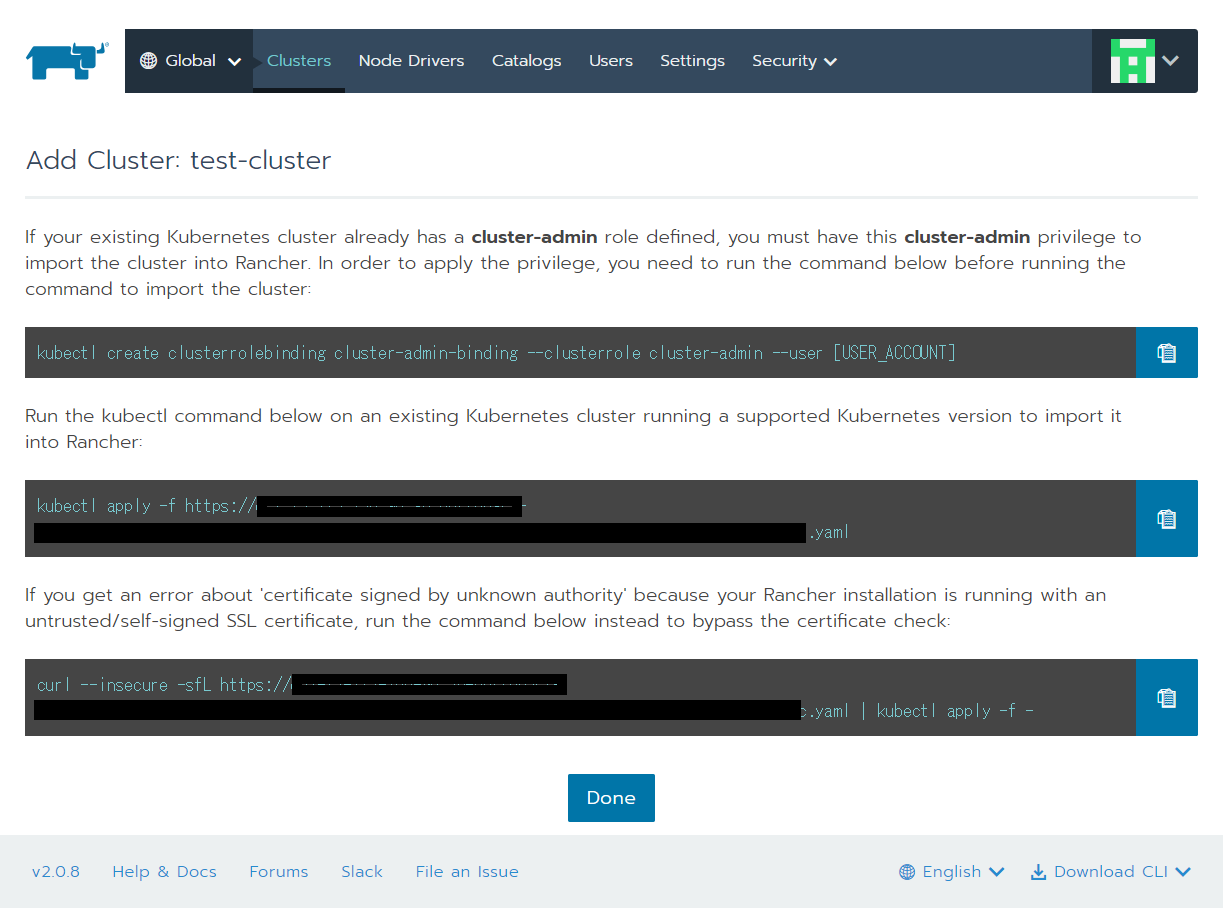 Global Clusters Node Drivers Catalogs Users Settings Security
Add Cluster: test-cluster
If your existing Kubernetes cluster already has a cluster-admin role defined, you must have this cluster-admin privilege to
import the cluster into Rancher. In order to apply the privilege, you need to run the command below before running the
command to import the cluster:
kubectl create clusterrolebinding cluster-admin-binding --clusterrole cluster-admin --user [USER_ACCOUNT]
Run the kubectl command below on an existing Kubernetes cluster running a supported Kubernetes version to import it
into Rancher:
kubectl apply -f https://
.yaml
If you get an error about 'certificate signed by unknown authority' because your Rancher installation is running with an
untrusted/self-signed SSL certificate, run the command below instead to bypass the certificate check:
curl --insecure -sfL https://
.yaml | kubectl apply -f -
Done
v2.0.8 Help & Docs Forums Slack File an Issue English Download CLI